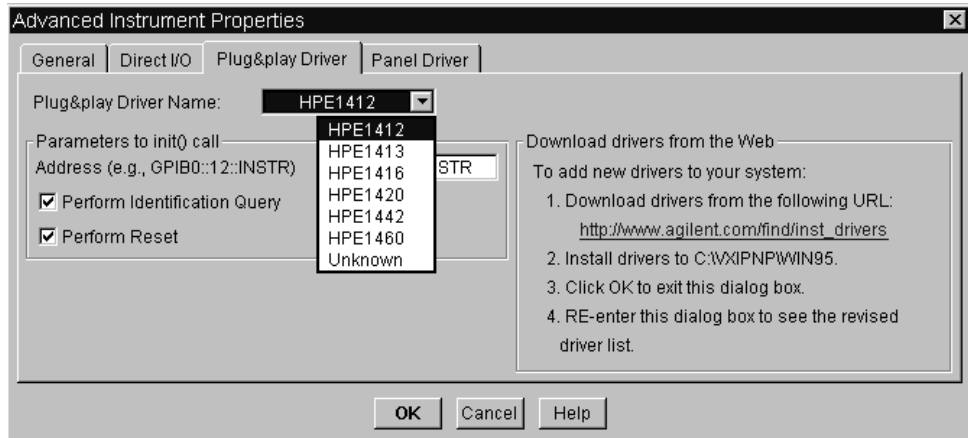 Advanced Instrument Properties
General Direct I/O Plug&play Driver Panel Driver
Plug&play Driver Name: HPE1412
HPE1412
HPE1413
HPE1416
HPE1420
HPE1442
HPE1460
Unknown
Parameters to init() call
Address (e.g., GPIB0::12::INSTR) STR
Perform Identification Query
Perform Reset
Download drivers from the Web
To add new drivers to your system:
1. Download drivers from the following URL:
http://www.agilent.com/find/inst_drivers
2. Install drivers to C:\VXIPNP\WIN95.
3. Click OK to exit this dialog box.
4. RE-enter this dialog box to see the revised
driver list.
OK Cancel Help